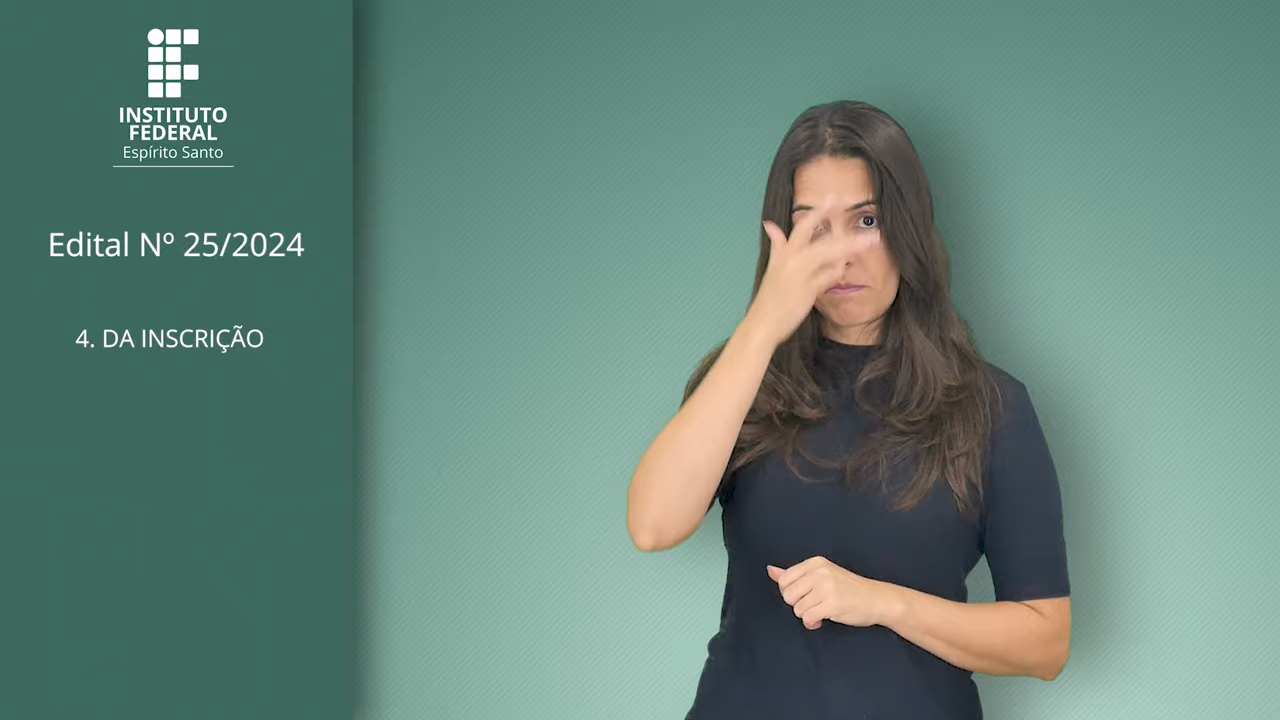 INSTITUTO
FEDERAL
Espírito Santo
Edital Nº 25/2024
4. DA INSCRIÇÃO